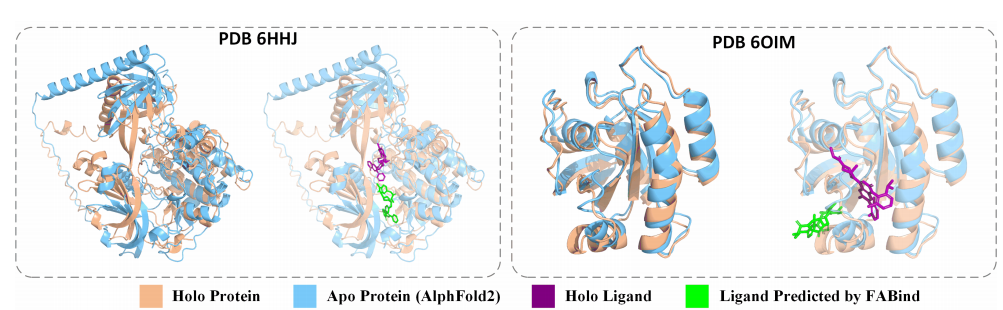 PDB 6HHJ
PDB 6OIM
Holo Protein
Apo Protein (AlphFold2)
Holo Ligand
Ligand Predicted by FABind